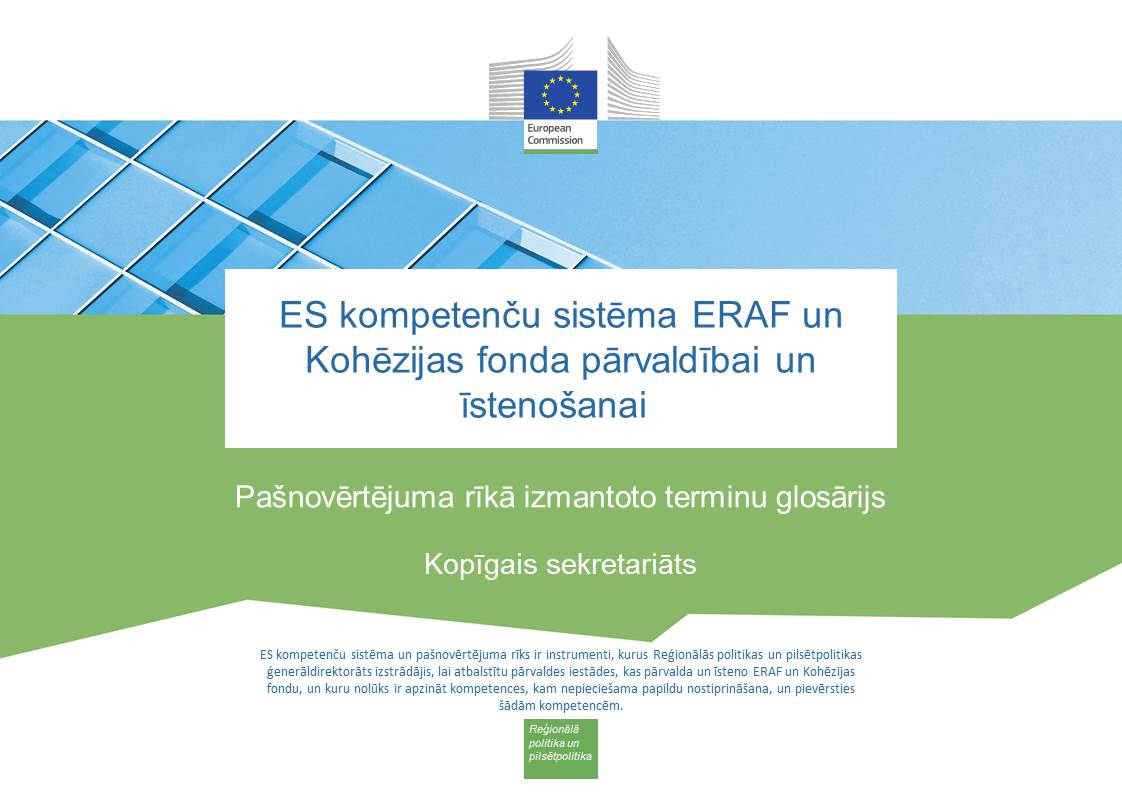 European
Commission
ES kompetenču sistēma ERAF un
Kohēzijas fonda pārvaldībai un
īstenošanai
Pašnovērtējuma rīkā izmantoto terminu glosārijs
Kopīgais sekretariāts
ES kompetenču sistēma un pašnovērtējuma rīks ir instrumenti, kurus Reģionālās politikas un pilsētpolitikas
ģenerāldirektorāts izstrādājis, lai atbalstītu pārvaldes iestādes, kas pārvalda un īsteno ERAF un Kohēzijas
fondu, un kuru nolūks ir apzināt kompetences, kam nepieciešama papildu nostiprināšana, un pievērsties
šādām kompetencēm.
Reģionālā
politika un
pilsētpolitika